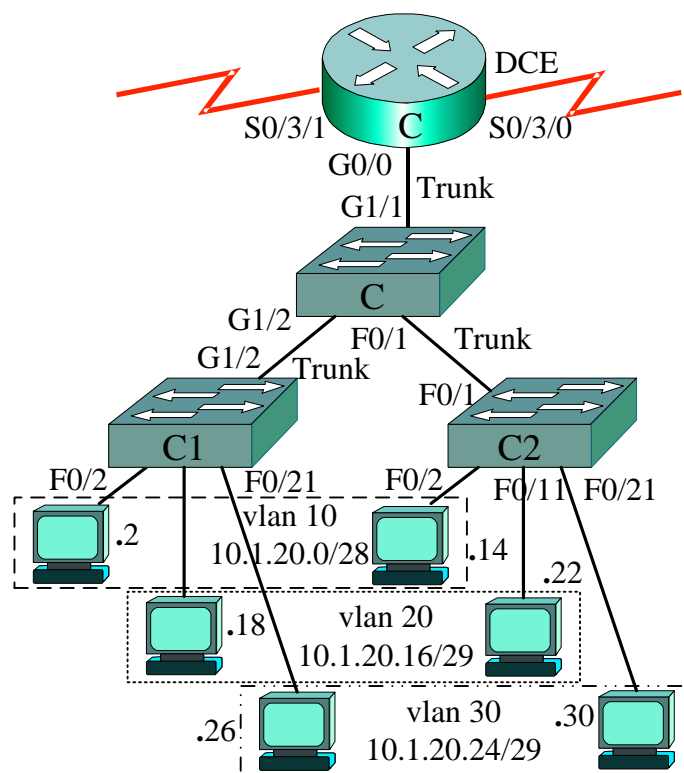 DCE
S0/3/1
C
S0/3/0
G0/0
Trunk
G1/1
C
G1/2
F0/1
Trunk
G1/2
Trunk
F0/1
C1
C2
F0/2
F0/21
F0/2
F0/11
F0/21
vlan 10
.2
10.1.20.0/28
.14
.22
.18
vlan 20
10.1.20.16/29
.26
vlan 30
.30
10.1.20.24/29